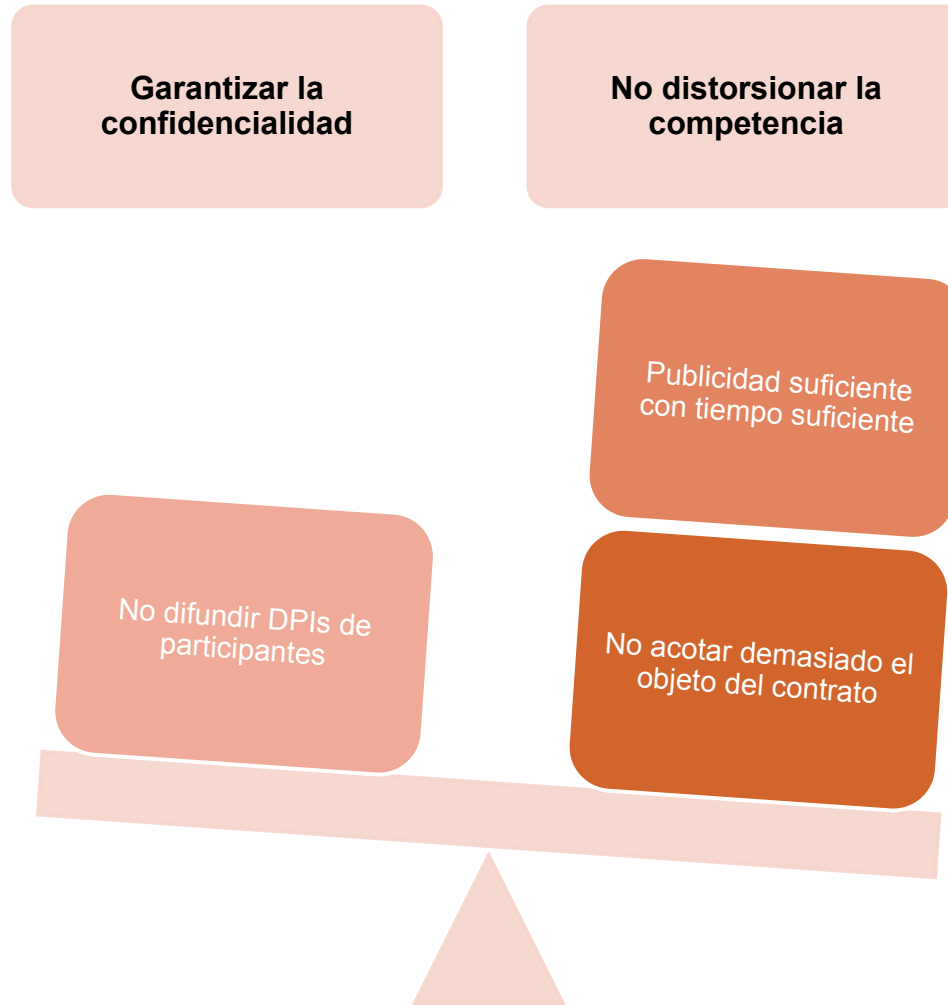 Garantizar la
confidencialidad
No distorsionar la
competencia
Publicidad suficiente
con tiempo suficiente
No difundir DPIs de
participantes
No acotar demasiado el
objeto del contrato